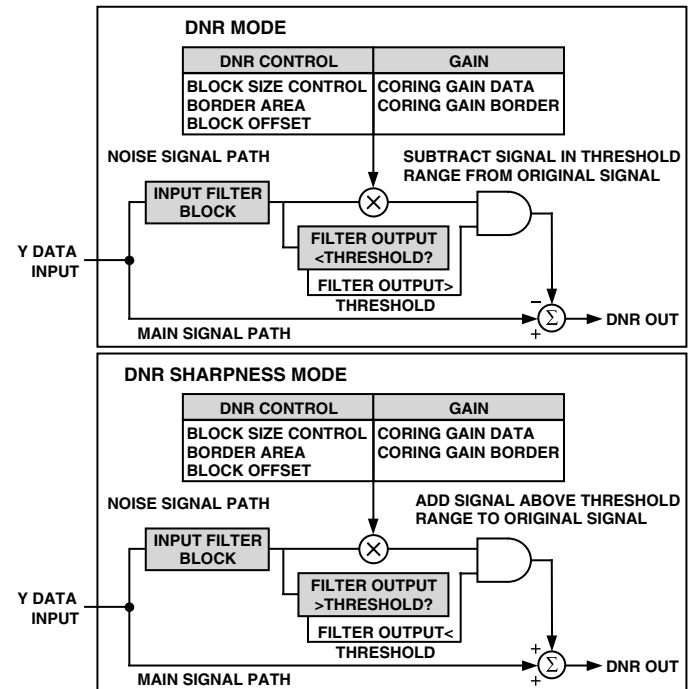 DNR MODE
DNR CONTROL GAIN
BLOCK SIZE CONTROL CORING GAIN DATA
BORDER AREA CORING GAIN BORDER
BLOCK OFFSET
NOISE SIGNAL PATH
SUBTRACT SIGNAL IN THRESHOLD
RANGE FROM ORIGINAL SIGNAL
INPUT FILTER
BLOCK
FILTER OUTPUT
<THRESHOLD?
Y DATA
INPUT
FILTER OUTPUT>
THRESHOLD
−
Σ
+
DNR OUT
MAIN SIGNAL PATH
DNR SHARPNESS MODE
DNR CONTROL GAIN
BLOCK SIZE CONTROL CORING GAIN DATA
BORDER AREA CORING GAIN BORDER
BLOCK OFFSET
NOISE SIGNAL PATH
ADD SIGNAL ABOVE THRESHOLD
RANGE TO ORIGINAL SIGNAL
INPUT FILTER
BLOCK
FILTER OUTPUT
>THRESHOLD?
Y DATA
INPUT
FILTER OUTPUT<
THRESHOLD
+
Σ
+
DNR OUT
MAIN SIGNAL PATH